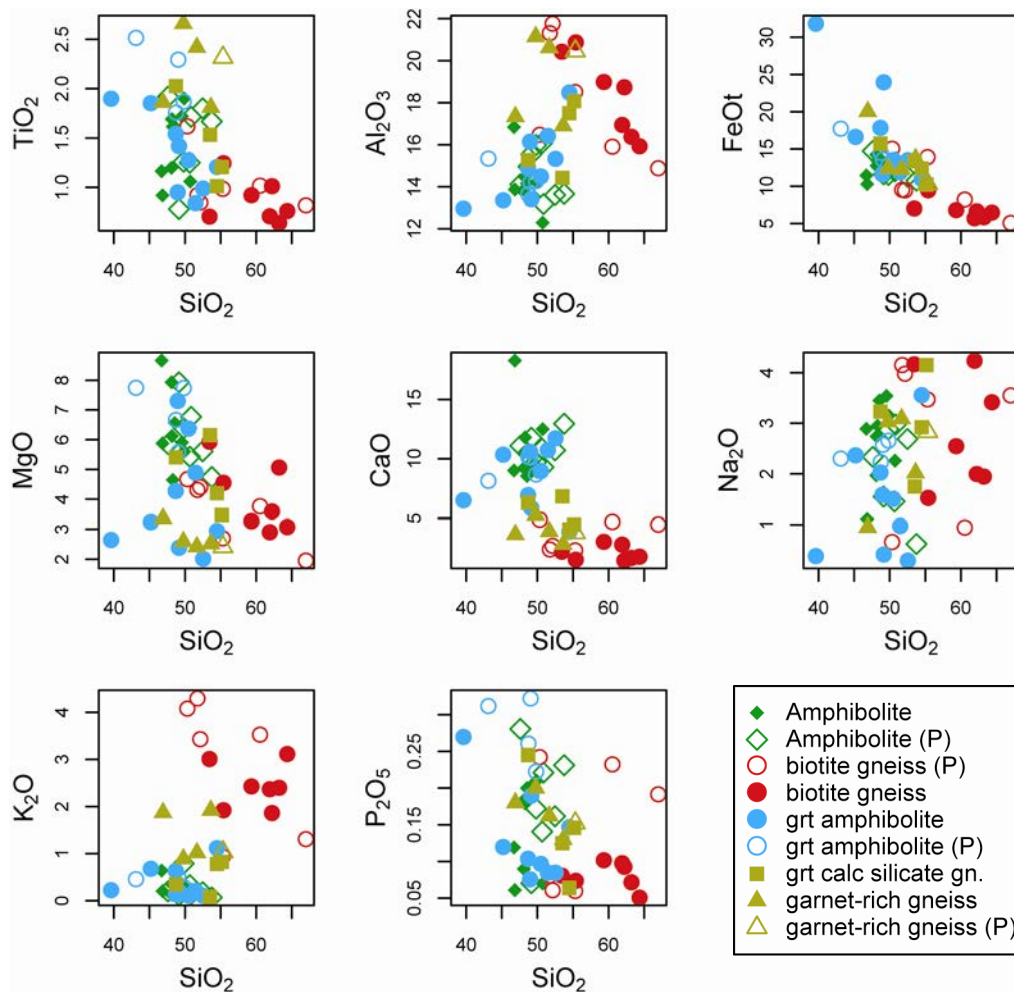 TiO2
1.0 1.5 2.0 2.5
40 50 60
SiO2
Al2O3
12 14 16 18 20 22
40 50 60
SiO2
FeOt
5 10 15 20 25 30
40 50 60
SiO2
MgO
2 3 4 5 6 7 8
40 50 60
SiO2
CaO
5 10 15
40 50 60
SiO2
Na2O
1 2 3 4
40 50 60
SiO2
K2O
0 1 2 3 4
40 50 60
SiO2
P2O5
0.05 0.15 0.25
40 50 60
SiO2
Amphibolite
Amphibolite (P)
biotite gneiss (P)
biotite gneiss
grt amphibolite
grt amphibolite (P)
grt calc silicate gn.
garnet-rich gneiss
garnet-rich gneiss (P)